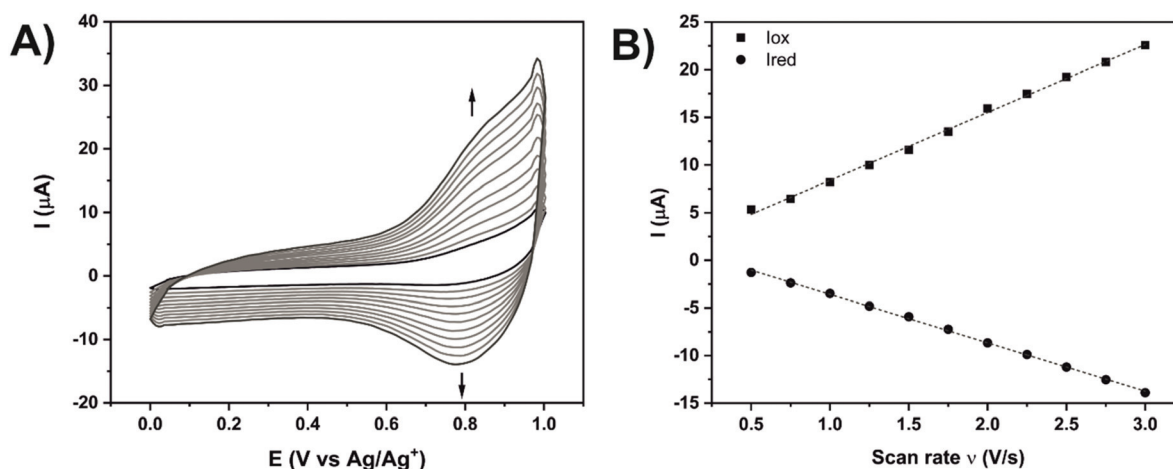 A)
40
30
20
10
0
-10
-20
I (μA)
0.0 0.2 0.4 0.6 0.8 1.0
E (V vs Ag/Ag⁺)
B)
Iox
Ired
25
20
15
10
5
0
-5
-10
-15
I (μA)
0.5 1.0 1.5 2.0 2.5 3.0
Scan rate ν (V/s)